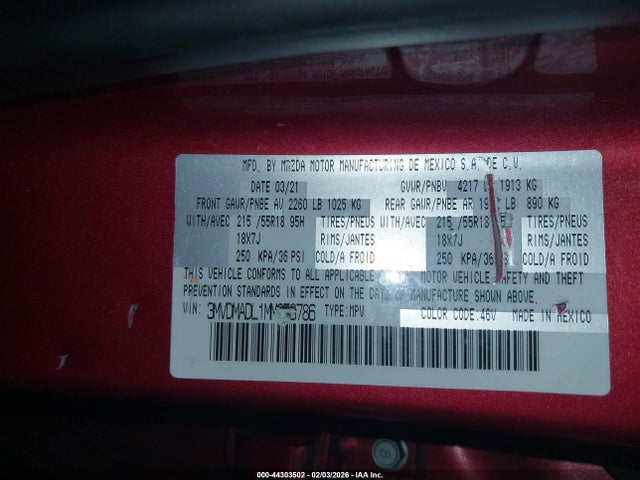 MFD. BY MAZDA MOTOR MANUFACTURING DE MEXICO S.A. DE C.V.
DATE 03/21 GVWR/PNBV 4217 LB 1913 KG
FRONT GAWR/PNBE AV 2260 LB 1025 KG REAR GAWR/PNBE AR LB 890 KG
WITH/AVEC 215 /55R18 95H TIRES/PNEUS WITH/AVEC 215 /55R18 TIRES/PNEUS
18X7J RIMS/JANTES 18X7J RIMS/JANTES
250 KPA/36 PSI COLD/A FROID 250 KPA/36 COLD/A FROID
THIS VEHICLE CONFORMS TO ALL APPLICABLE MOTOR VEHICLE SAFETY AND THEFT
PREVENTION STANDARDS IN EFFECT ON THE DATE OF MANUFACTURE SHOWN ABOVE.
VIN: TYPE:MPV COLOR CODE:46V MADE IN MEXICO
000-44303502 - 02/03/2026 - IAA Inc.